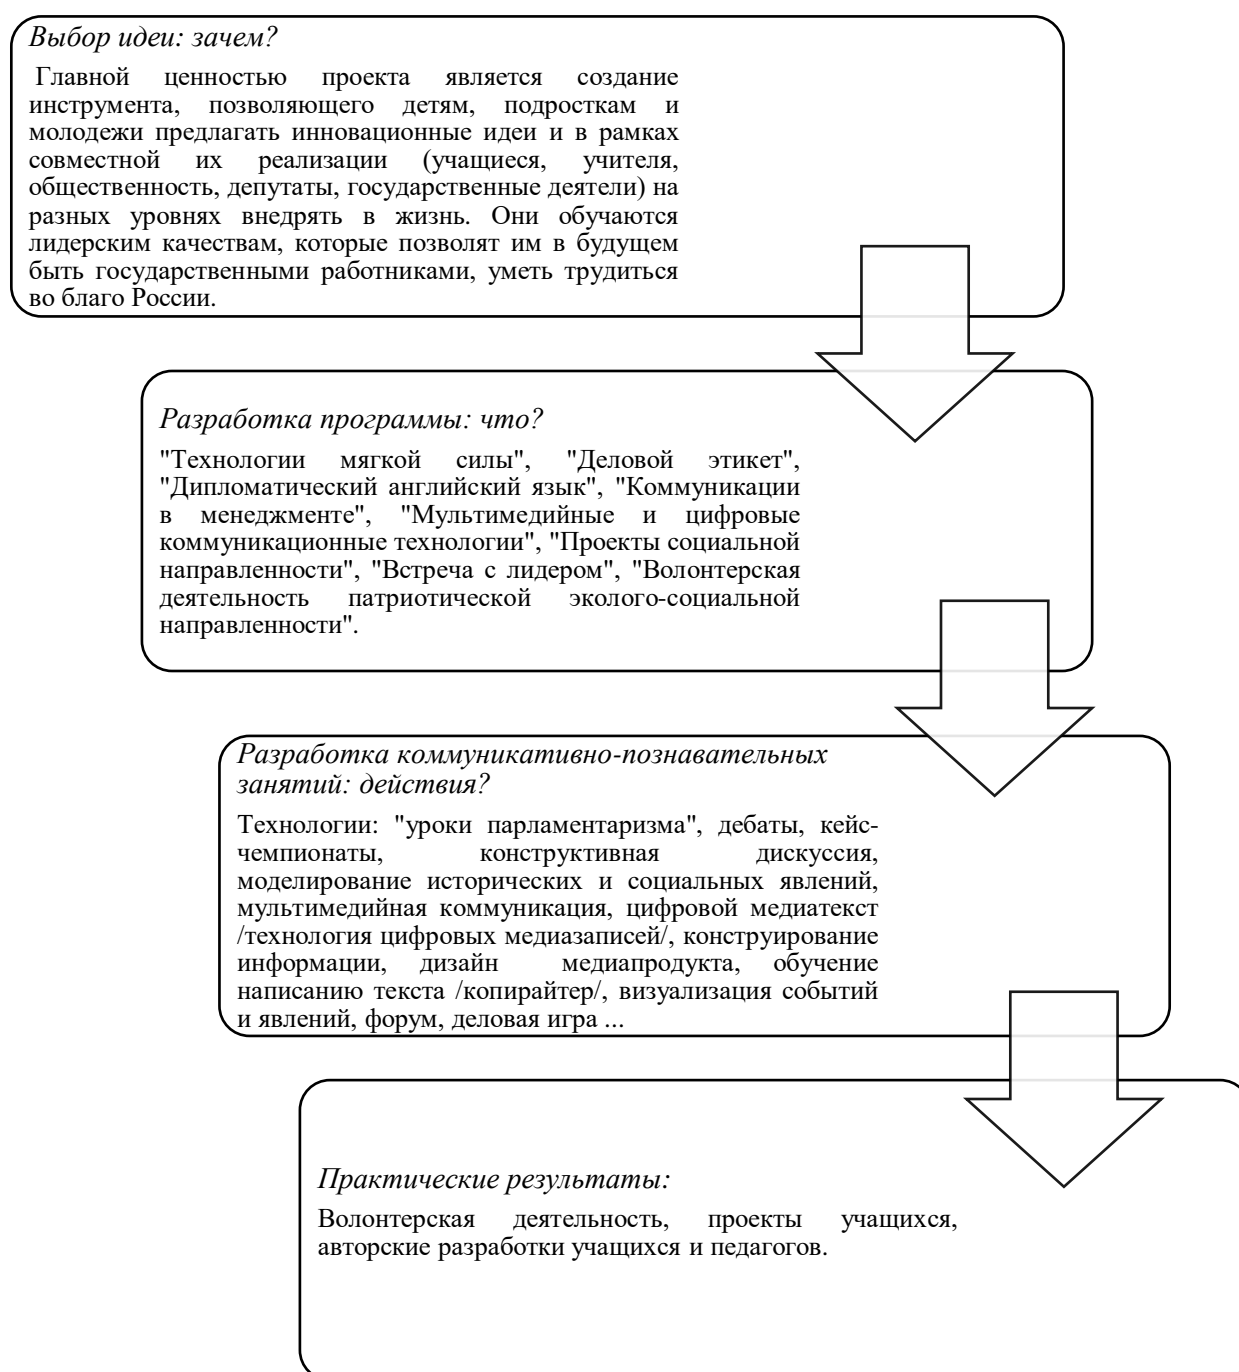 Выбор идеи: зачем?
Главной ценностью проекта является создание
инструмента, позволяющего детям, подросткам и
молодежи предлагать инновационные идеи и в рамках
совместной их реализации (учащиеся, учителя,
общественность, депутаты, государственные деятели) на
разных уровнях внедрять в жизнь. Они обучаются
лидерским качествам, которые позволят им в будущем
быть государственными работниками, уметь трудиться
во благо России.
Разработка программы: что?
"Технологии мягкой силы", "Деловой этикет",
"Дипломатический английский язык", "Коммуникации
в менеджменте", "Мультимедийные и цифровые
коммуникационные технологии", "Проекты социальной
направленности", "Встреча с лидером", "Волонтерская
деятельность патриотической эколого-социальной
направленности".
Разработка коммуникативно-познавательных
занятий: действия?
Технологии: "уроки парламентаризма", дебаты, кейс-
чемпионаты, конструктивная дискуссия,
моделирование исторических и социальных явлений,
мультимедийная коммуникация, цифровой медиатекст
/технология цифровых медиазаписей/, конструирование
информации, дизайн медиапродукта, обучение
написанию текста /копирайтер/, визуализация событий
и явлений, форум, деловая игра ...
Практические результаты:
Волонтерская деятельность, проекты учащихся,
авторские разработки учащихся и педагогов.